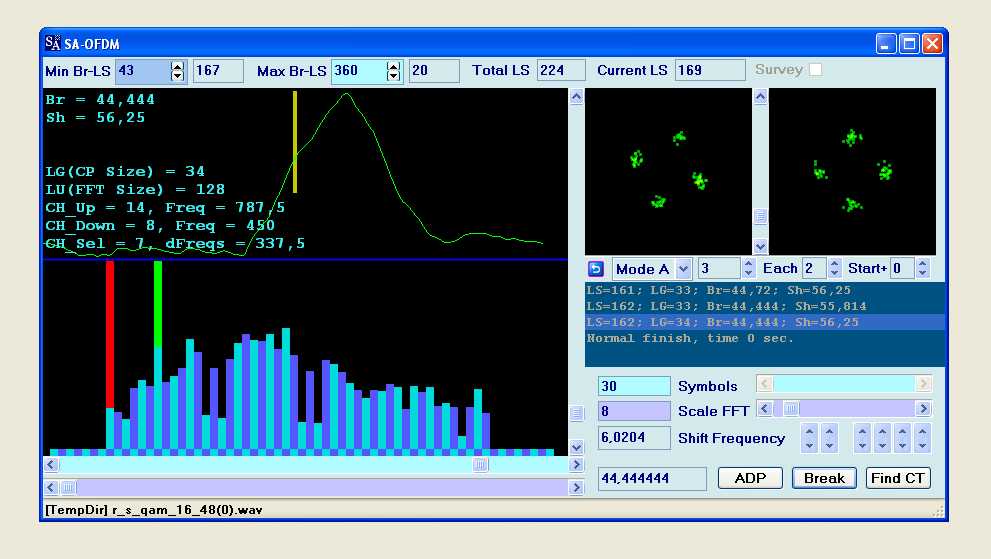 SA SA-OFDM
Min Br-LS 43 167 Max Br-LS 360 20 Total LS 224 Current LS 169 Survey
Br = 44,444
Sh = 56,25
LG(CP Size) = 34
LU(FFT Size) = 128
CH_Up = 14, Freq = 787,5
CH_Down = 8, Freq = 450
CH_Sel = 7, dFreqs = 337,5
Mode A 3 Each 2 Start+ 0
LS=161; LG=33; Br=44,72; Sh=56,25
LS=162; LG=33; Br=44,444; Sh=55,814
LS=162; LG=34; Br=44,444; Sh=56,25
Normal finish, time 0 sec.
30 Symbols
8 Scale FFT
6,0204 Shift Frequency
44,444444 ADP Break Find CT
[TempDir] r_s_qam_16_48(0).wav